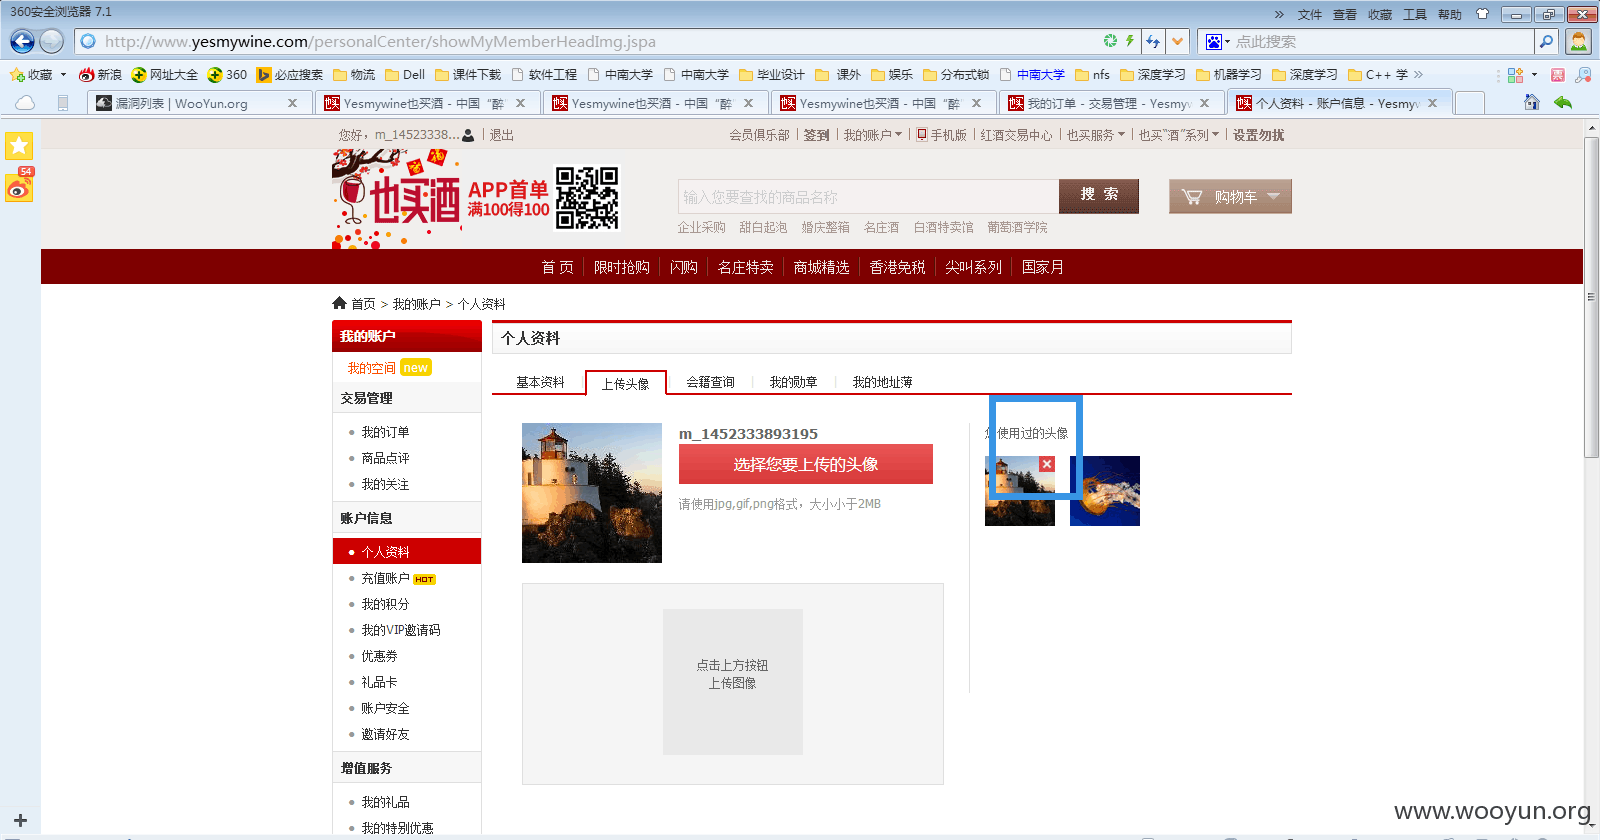 360安全浏览器 7.1
» 文件 查看 收藏 工具 帮助
http://www.yesmywine.com/personalCenter/showMyMemberHeadImg.jspa
点此搜索
收藏 新浪 网址大全 360 必应搜索 物流 Dell 课件下载 软件工程 中南大学 中南大学 毕业设计 课外 娱乐 分布式锁 中南大学 nfs 深度学习 机器学习 深度学习 C++ 学 »
漏洞列表 | WooYun.org
Yesmywine也买酒 - 中国“醉
Yesmywine也买酒 - 中国“醉
Yesmywine也买酒 - 中国“醉
我的订单 - 交易管理 - Yesmyw
个人资料 - 账户信息 - Yesmyw
54
您好，m_14523338... | 退出
会员俱乐部 | 签到 | 我的账户 | 手机版 | 红酒交易中心 | 也买服务 | 也买“酒”系列 | 设置勿扰
也买酒
APP首单
满100得100
输入您要查找的商品名称
搜 索
购物车
企业采购 甜白起泡 婚庆整箱 名庄酒 白酒特卖馆 葡萄酒学院
首 页 限时抢购 闪购 名庄特卖 商城精选 香港免税 尖叫系列 国家月
首页 > 我的账户 > 个人资料
我的账户
我的空间 new
交易管理
我的订单
商品点评
我的关注
账户信息
个人资料
充值账户 HOT
我的积分
我的VIP邀请码
优惠券
礼品卡
账户安全
邀请好友
增值服务
我的礼品
我的特别优惠
个人资料
基本资料 上传头像 会籍查询 我的勋章 我的地址薄
m_1452333893195
选择您要上传的头像
请使用jpg,gif,png格式，大小小于2MB
您使用过的头像
点击上方按钮
上传图像
www.wooyun.org